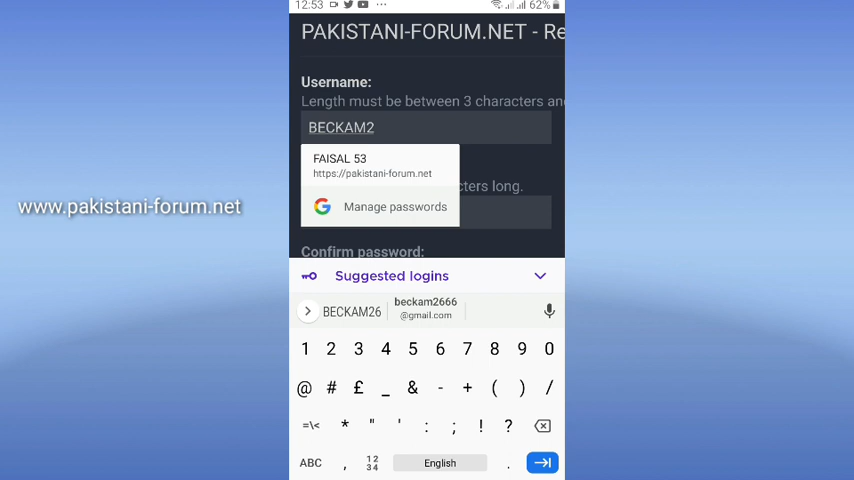 12:53 ... 62%
PAKISTANI-FORUM.NET - Re
Username:
Length must be between 3 characters an
BECKAM2
FAISAL 53
https://pakistani-forum.net
cters long.
Manage passwords
www.pakistani-forum.net
Confirm password:
Suggested logins
BECKAM26
beckam2666
@gmail.com
1 2 3 4 5 6 7 8 9 0
@ # £ _ & - + ( ) /
=\< * " ' : ; ! ?
ABC , 12 English .
34